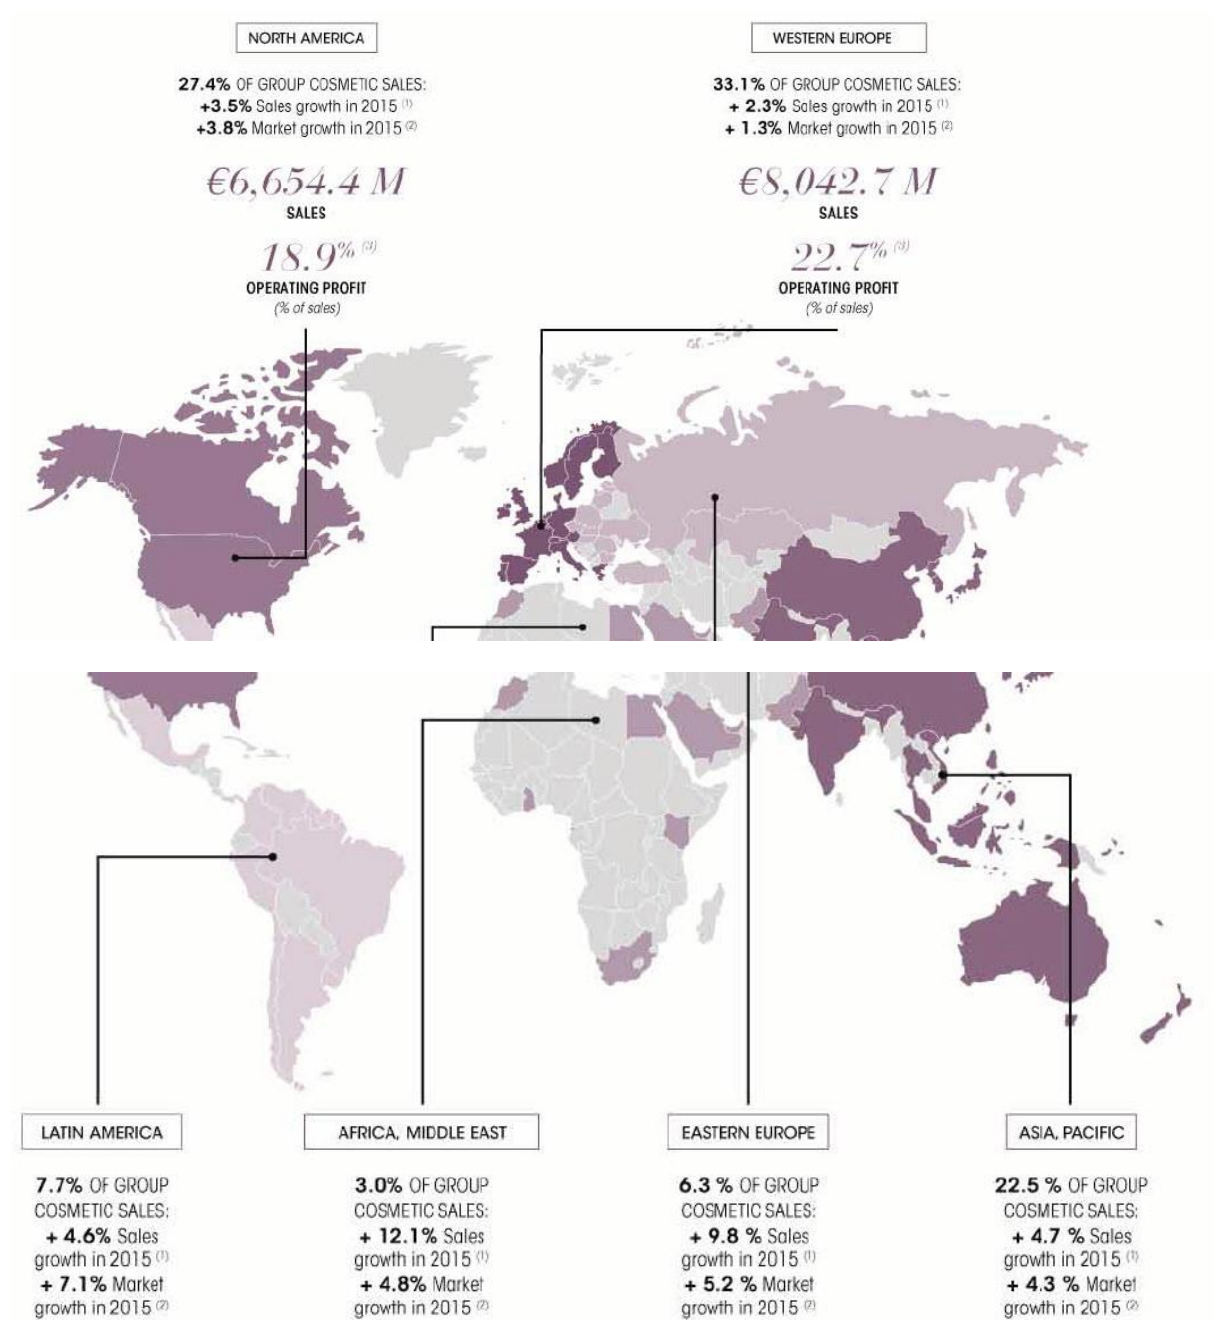 NORTH AMERICA
27.4% OF GROUP COSMETIC SALES:
+3.5% Sales growth in 2015 (1)
+3.8% Market growth in 2015 (2)
€6,654.4 M
SALES
18.9% (3)
OPERATING PROFIT
(% of sales)
WESTERN EUROPE
33.1% OF GROUP COSMETIC SALES:
+ 2.3% Sales growth in 2015 (1)
+ 1.3% Market growth in 2015 (2)
€8,042.7 M
SALES
22.7% (3)
OPERATING PROFIT
(% of sales)
LATIN AMERICA
7.7% OF GROUP
COSMETIC SALES:
+ 4.6% Sales
growth in 2015 (1)
+ 7.1% Market
growth in 2015 (2)
AFRICA, MIDDLE EAST
3.0% OF GROUP
COSMETIC SALES:
+ 12.1% Sales
growth in 2015 (1)
+ 4.8% Market
growth in 2015 (2)
EASTERN EUROPE
6.3 % OF GROUP
COSMETIC SALES:
+ 9.8 % Sales
growth in 2015 (1)
+ 5.2 % Market
growth in 2015 (2)
ASIA, PACIFIC
22.5 % OF GROUP
COSMETIC SALES:
+ 4.7 % Sales
growth in 2015 (1)
+ 4.3 % Market
growth in 2015 (2)